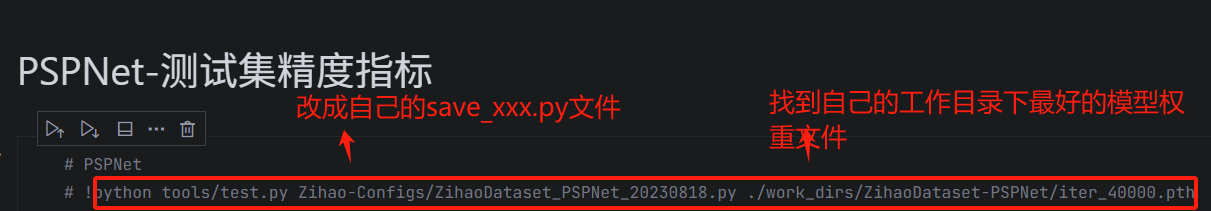 PSPNet-测试集精度指标
改成自己的save_xxx.py文件
找到自己的工作目录下最好的模型权
重文件
# PSPNet
# !python tools/test.py Zihao-Configs/ZihaoDataset_PSPNet_20230818.py ./work_dirs/ZihaoDataset-PSPNet/iter_40000.pth